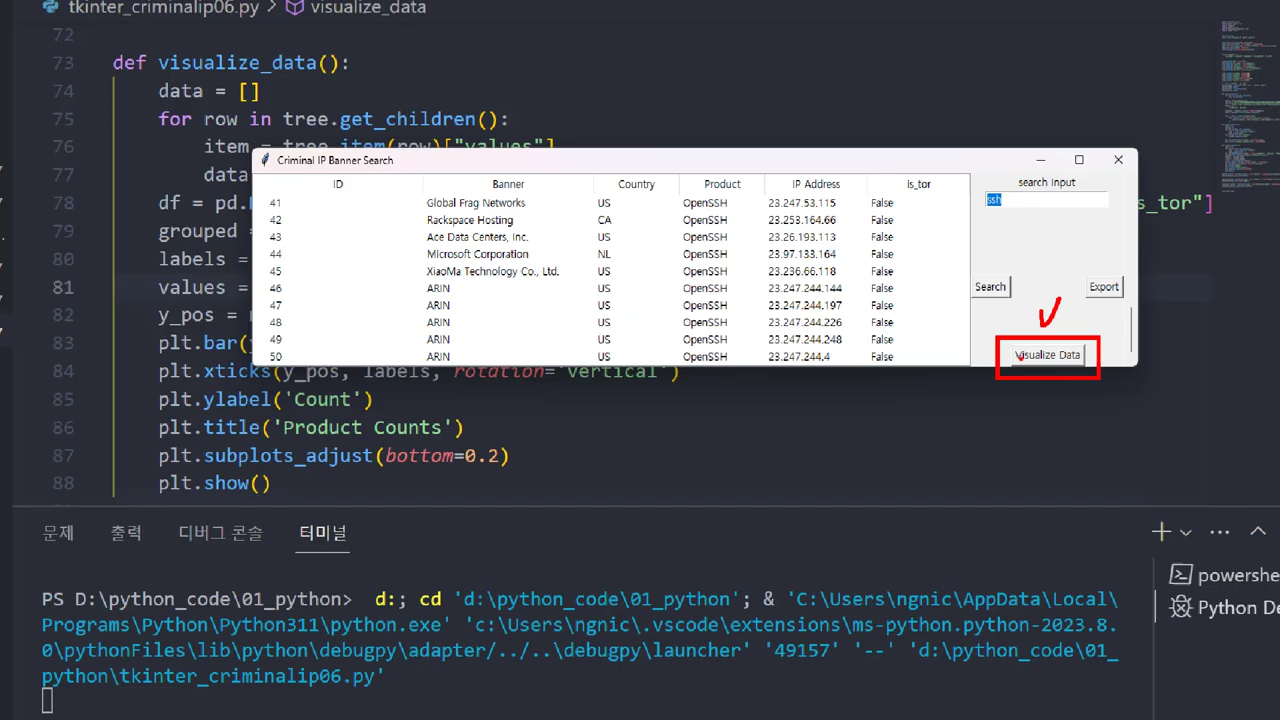 tkinter_criminalip06.py > visualize_data
72
73 def visualize_data():
74 data = []
75 for row in tree.get_children():
76 item = tree.item(row)["values"]
77 data
78 df = pd. s_tor"]
79 grouped =
80 labels =
81 values =
82 y_pos =
83 plt.bar(
84 plt.xticks(y_pos, labels, rotation='vertical')
85 plt.ylabel('Count')
86 plt.title('Product Counts')
87 plt.subplots_adjust(bottom=0.2)
88 plt.show()
Criminal IP Banner Search
ID Banner Country Product IP Address is_tor
41 Global Frag Networks US OpenSSH 23.247.53.115 False
42 Rackspace Hosting CA OpenSSH 23.253.164.66 False
43 Ace Data Centers, Inc. US OpenSSH 23.26.193.113 False
44 Microsoft Corporation NL OpenSSH 23.97.133.164 False
45 XiaoMa Technology Co., Ltd. US OpenSSH 23.236.66.118 False
46 ARIN US OpenSSH 23.247.244.144 False
47 ARIN US OpenSSH 23.247.244.197 False
48 ARIN US OpenSSH 23.247.244.226 False
49 ARIN US OpenSSH 23.247.244.248 False
50 ARIN US OpenSSH 23.247.244.4 False
search Input
ssh
Search Export
Visualize Data
문제 출력 디버그 콘솔 터미널
PS D:\python_code\01_python> d:; cd 'd:\python_code\01_python'; & 'C:\Users\ngnic\AppData\Local\
Programs\Python\Python311\python.exe' 'c:\Users\ngnic\.vscode\extensions\ms-python.python-2023.8.
0\pythonFiles\lib\python\debugpy\adapter/../..\debugpy\launcher' '49157' '--' 'd:\python_code\01_
python\tkinter_criminalip06.py'
powershe
Python De